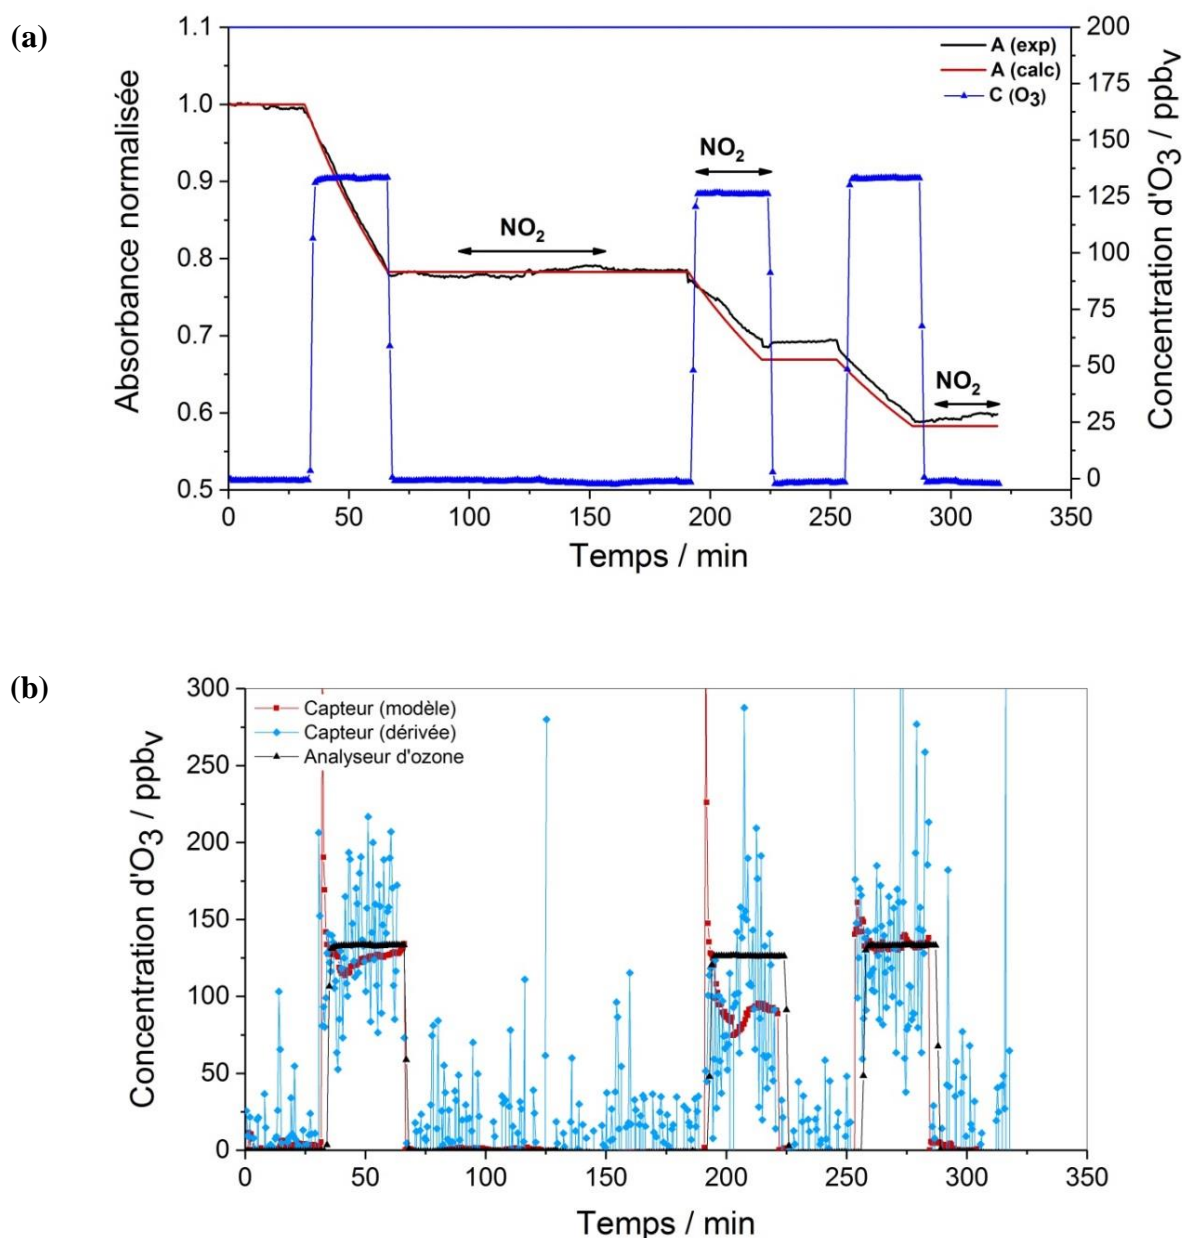 (a)
1.1
1.0
0.9
0.8
0.7
0.6
0.5
Absorbance normalisée
A (exp)
A (calc)
C (O3)
NO2
NO2
NO2
200
175
150
125
100
75
50
25
0
Concentration d'O3 / ppbv
0 50 100 150 200 250 300 350
Temps / min
(b)
300
250
200
150
100
50
0
Concentration d'O3 / ppbv
Capteur (modèle)
Capteur (dérivée)
Analyseur d'ozone
0 50 100 150 200 250 300 350
Temps / min